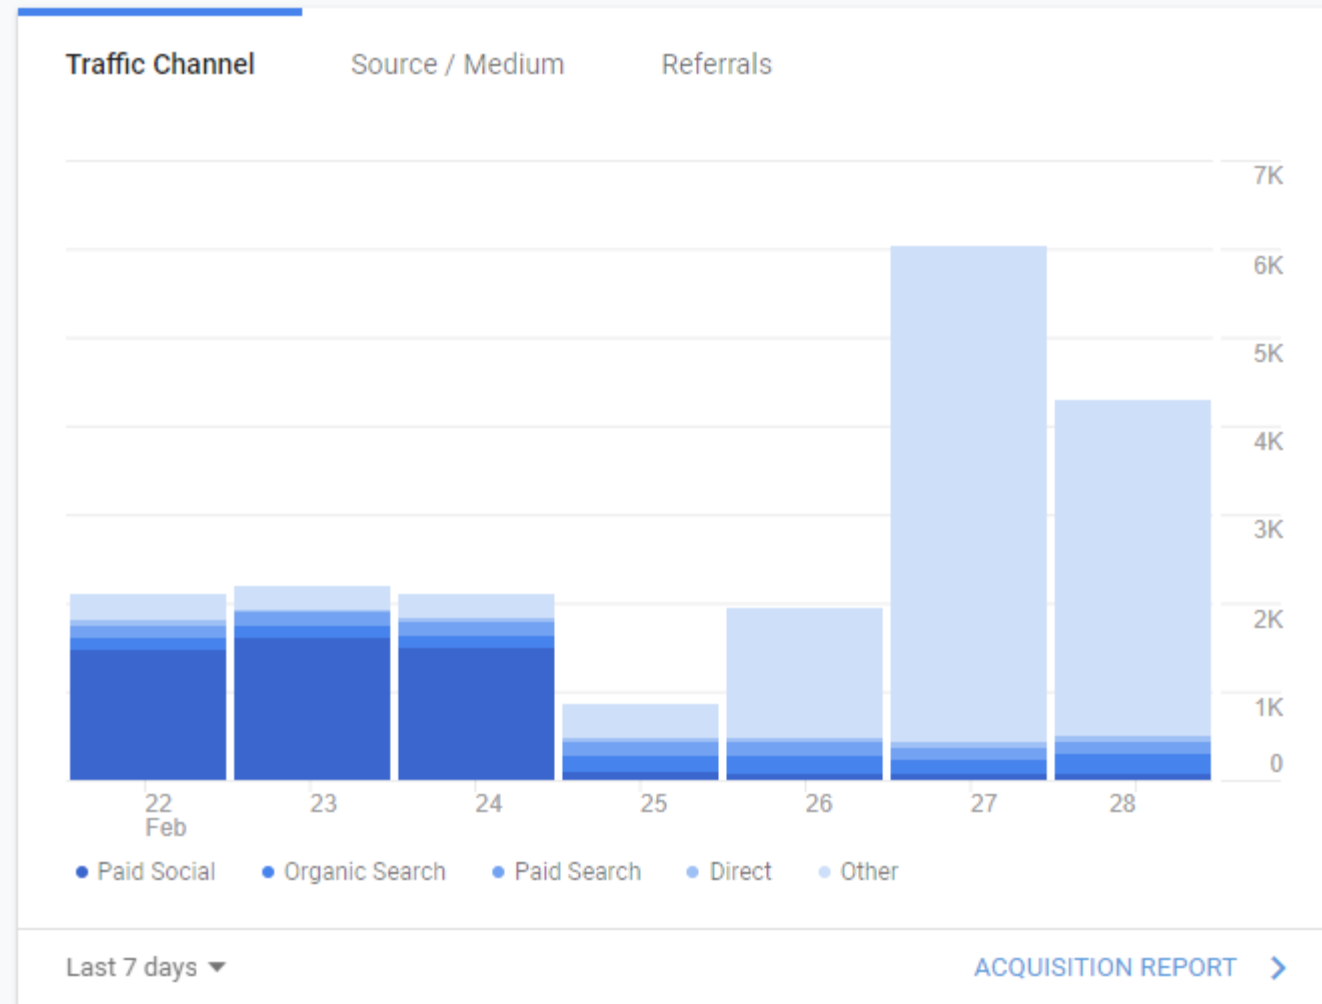 Traffic Channel Source / Medium Referrals
7K
6K
5K
4K
3K
2K
1K
0
22 23 24 25 26 27 28
Feb
Paid Social Organic Search Paid Search Direct Other
Last 7 days ACQUISITION REPORT